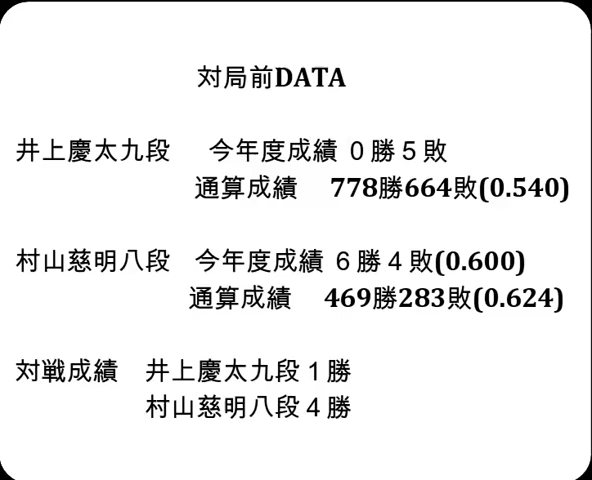 対局前DATA
井上慶太九段 今年度成績 0勝5敗
通算成績 778勝664敗(0.540)
村山慈明八段 今年度成績 6勝4敗(0.600)
通算成績 469勝283敗(0.624)
対戦成績 井上慶太九段1勝
村山慈明八段4勝